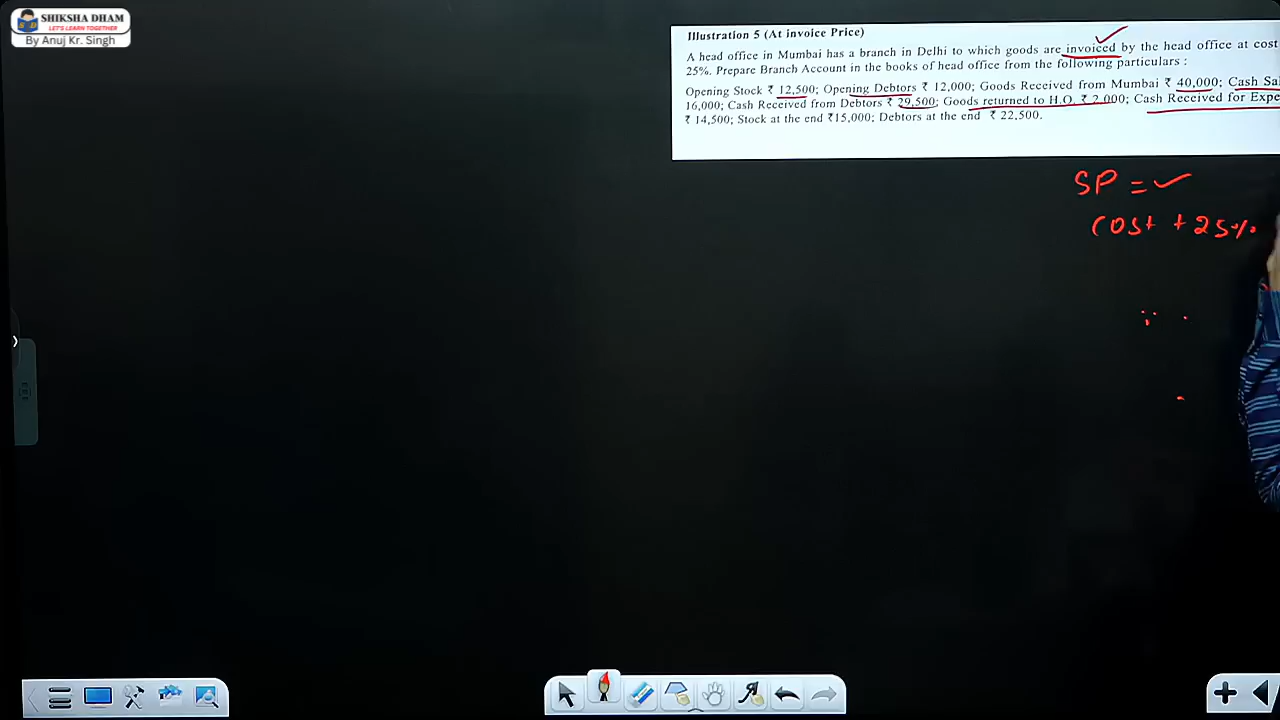 SHIKSHA DHAM
LET'S LEARN TOGETHER
By Anuj Kr. Singh
Illustration 5 (At invoice Price)
A head office in Mumbai has a branch in Delhi to which goods are invoiced by the head office at cost
25%. Prepare Branch Account in the books of head office from the following particulars :
Opening Stock ₹ 12,500; Opening Debtors ₹ 12,000; Goods Received from Mumbai ₹ 40,000; Cash Sal
16,000; Cash Received from Debtors ₹ 29,500; Goods returned to H.O. ₹ 2,000; Cash Received for Expe
₹ 14,500; Stock at the end ₹15,000; Debtors at the end ₹ 22,500.
SP = ✓
Cost + 25%